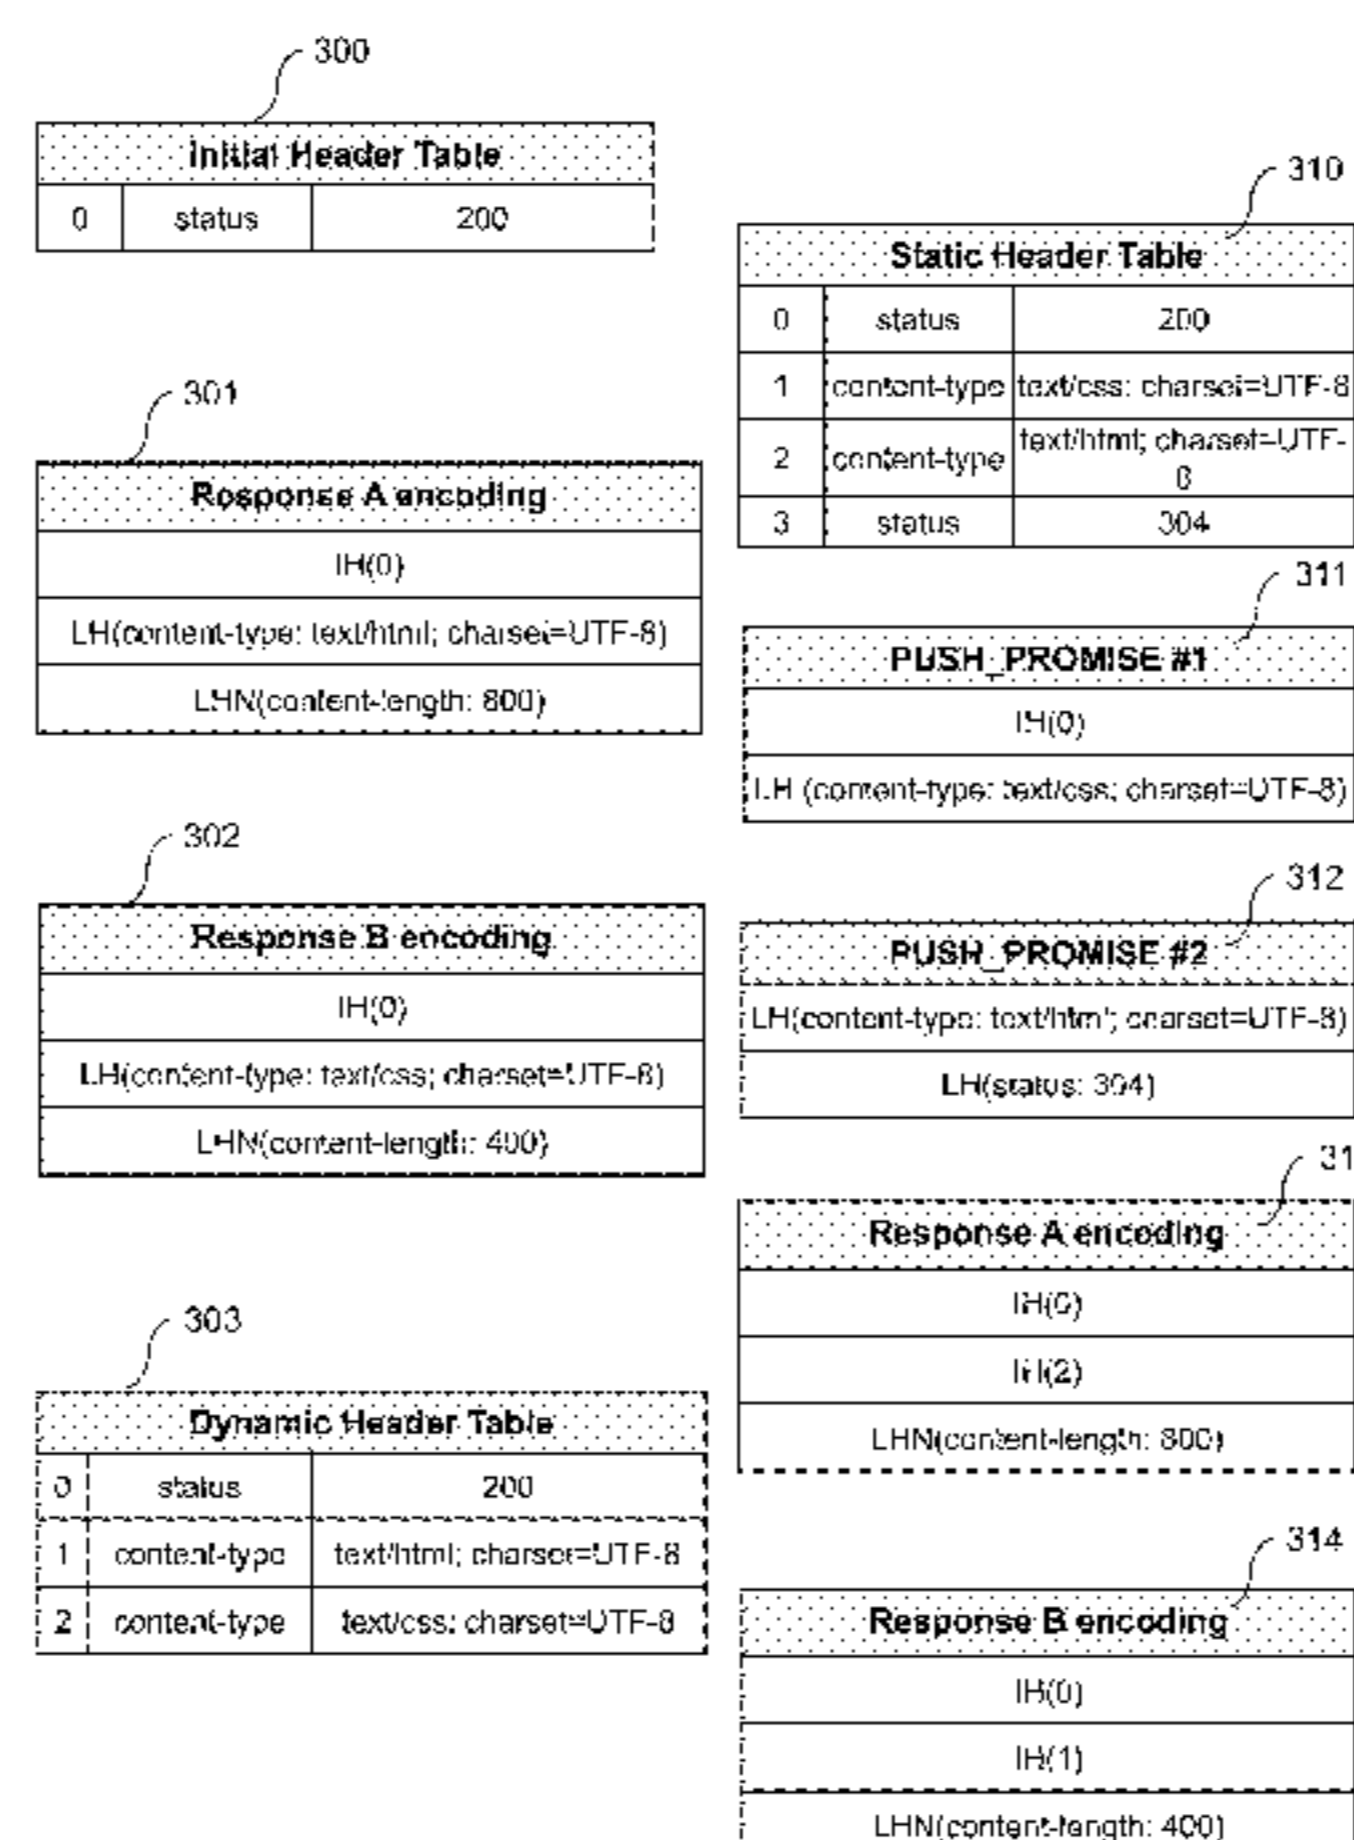 300
Initial Header Table
0 status 200
301
Response A encoding
IH(0)
LH(content-type: text/html; charset=UTF-8)
LHN(content-length: 800)
302
Response B encoding
IH(0)
LH(content-type: text/css; charset=UTF-8)
LHN(content-length: 400)
303
Dynamic Header Table
0 status 200
1 content-type text/html; charset=UTF-8
2 content-type text/css; charset=UTF-8
310
Static Header Table
0 status 200
1 content-type text/css; charset=UTF-8
2 content-type text/html; charset=UTF-
8
3 status 304
311
PUSH_PROMISE #1
IH(0)
LH (content-type: text/css; charset=UTF-8)
312
PUSH_PROMISE #2
LH(content-type: text/html; charset=UTF-8)
LH(status: 304)
31
Response A encoding
IH(0)
IH(2)
LHN(content-length: 800)
314
Response B encoding
IH(0)
IH(1)
LHN(content-length: 400)